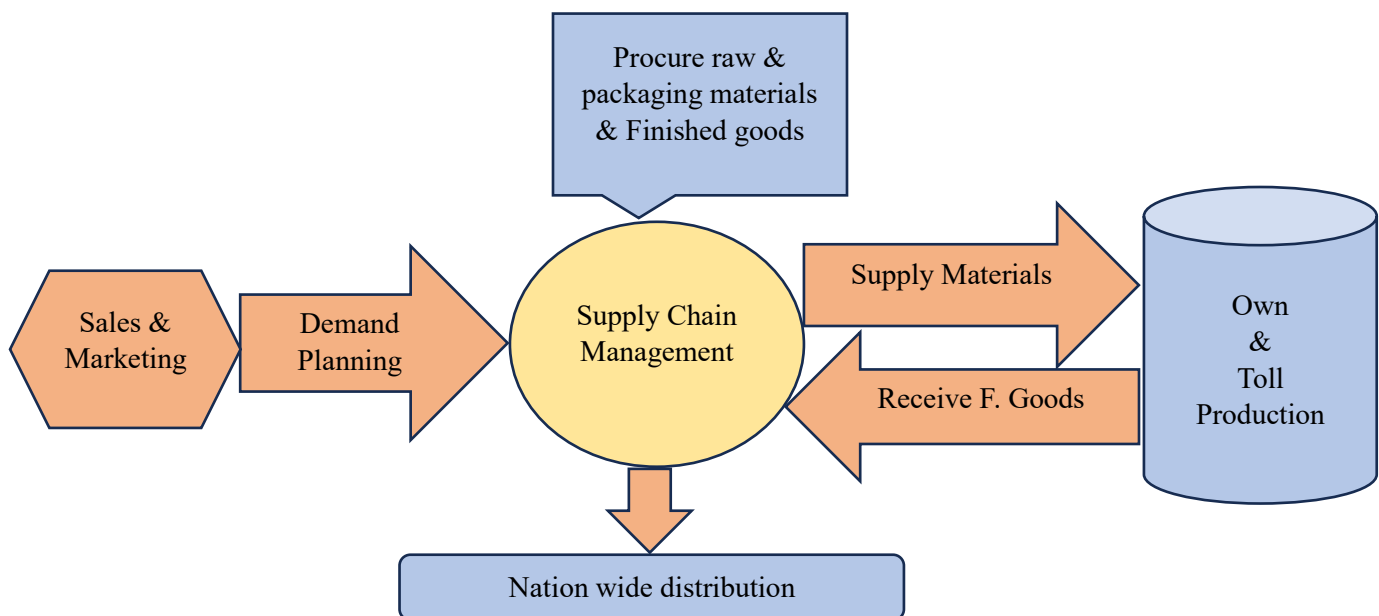 Procure raw &
packaging materials
& Finished goods
Sales &
Marketing
Demand
Planning
Supply Chain
Management
Supply Materials
Receive F. Goods
Own
&
Toll
Production
Nation wide distribution